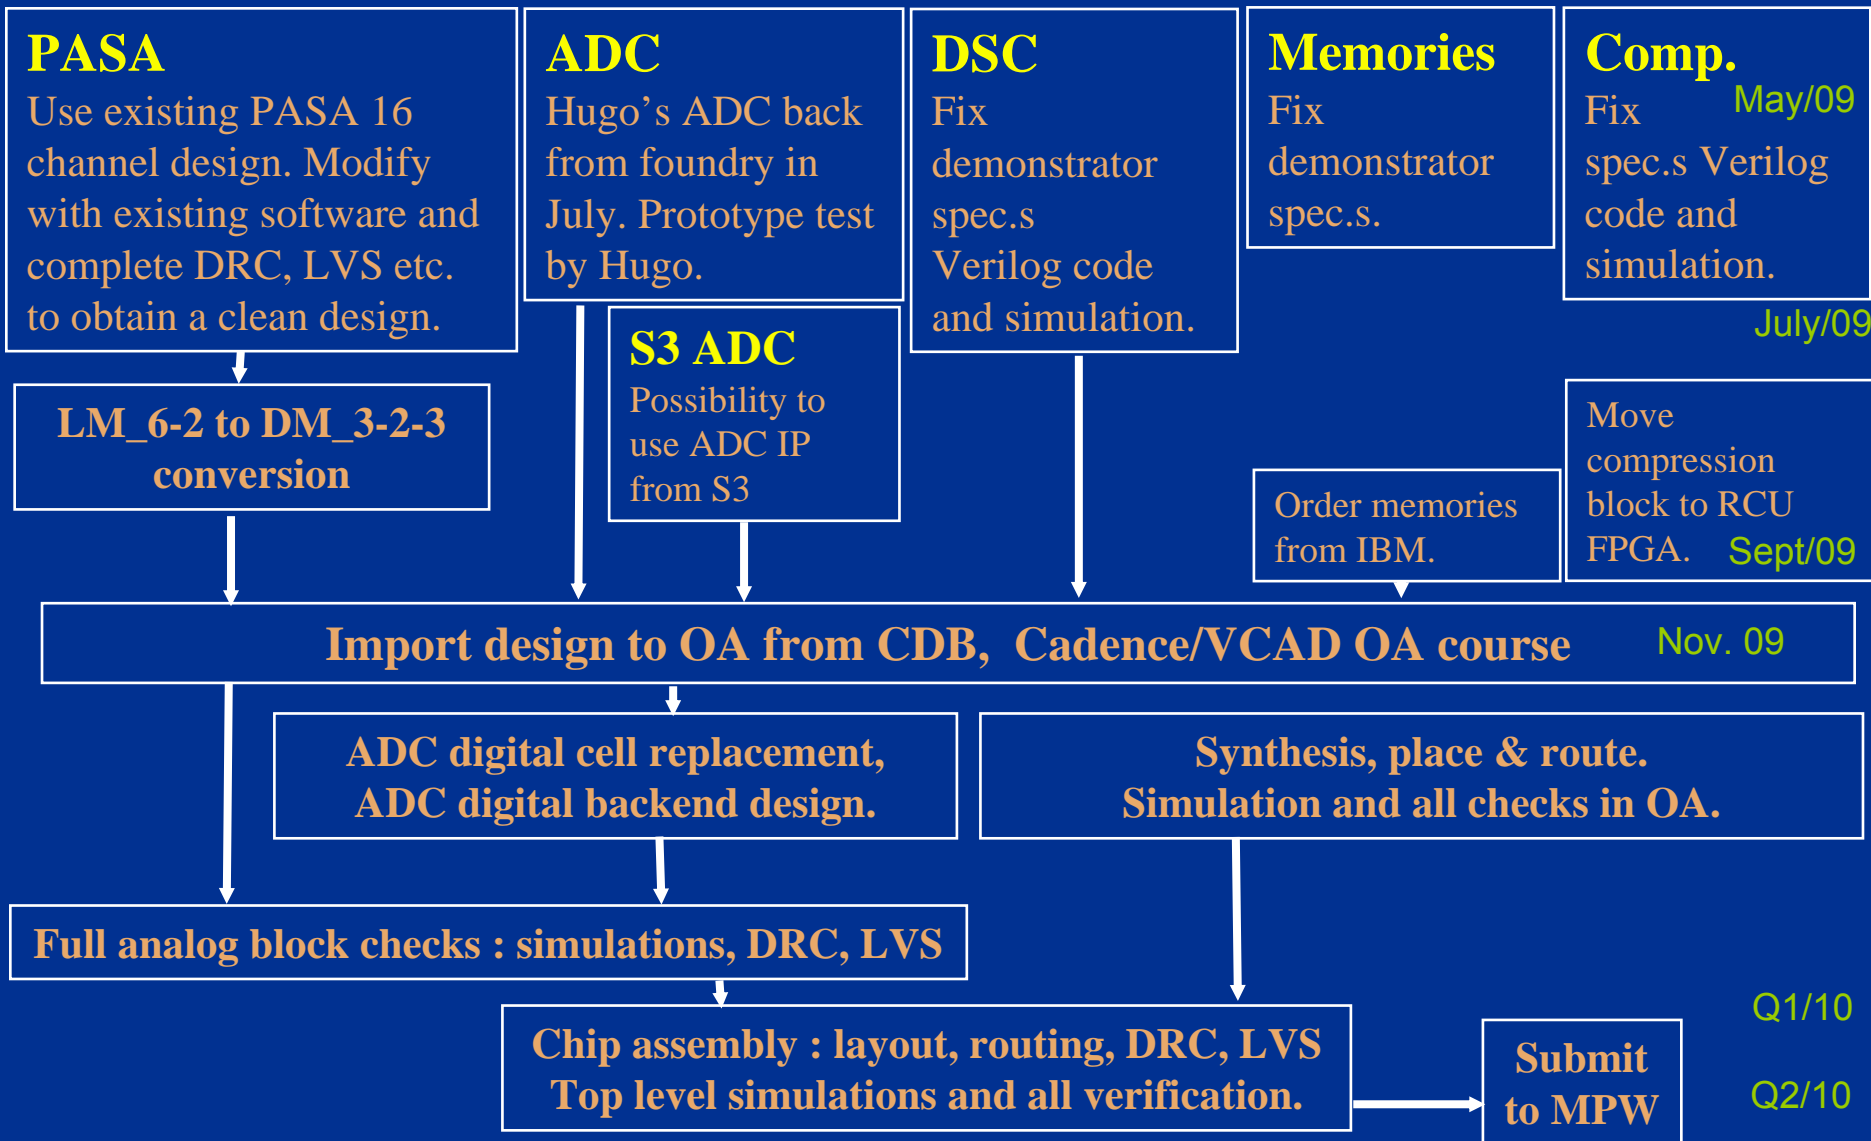 PASA
Use existing PASA 16
channel design. Modify
with existing software and
complete DRC, LVS etc.
to obtain a clean design.
ADC
Hugo’s ADC back
from foundry in
July. Prototype test
by Hugo.
DSC
Fix
demonstrator
spec.s
Verilog code
and simulation.
Memories
Fix
demonstrator
spec.s.
Comp.
May/09
Fix
spec.s Verilog
code and
simulation.
July/09
S3 ADC
Possibility to
use ADC IP
from S3
LM_6-2 to DM_3-2-3
conversion
Order memories
from IBM.
Move
compression
block to RCU
FPGA.
Sept/09
Import design to OA from CDB, Cadence/VCAD OA course
Nov. 09
ADC digital cell replacement,
ADC digital backend design.
Synthesis, place & route.
Simulation and all checks in OA.
Full analog block checks : simulations, DRC, LVS
Q1/10
Chip assembly : layout, routing, DRC, LVS
Top level simulations and all verification.
Submit
to MPW
Q2/10